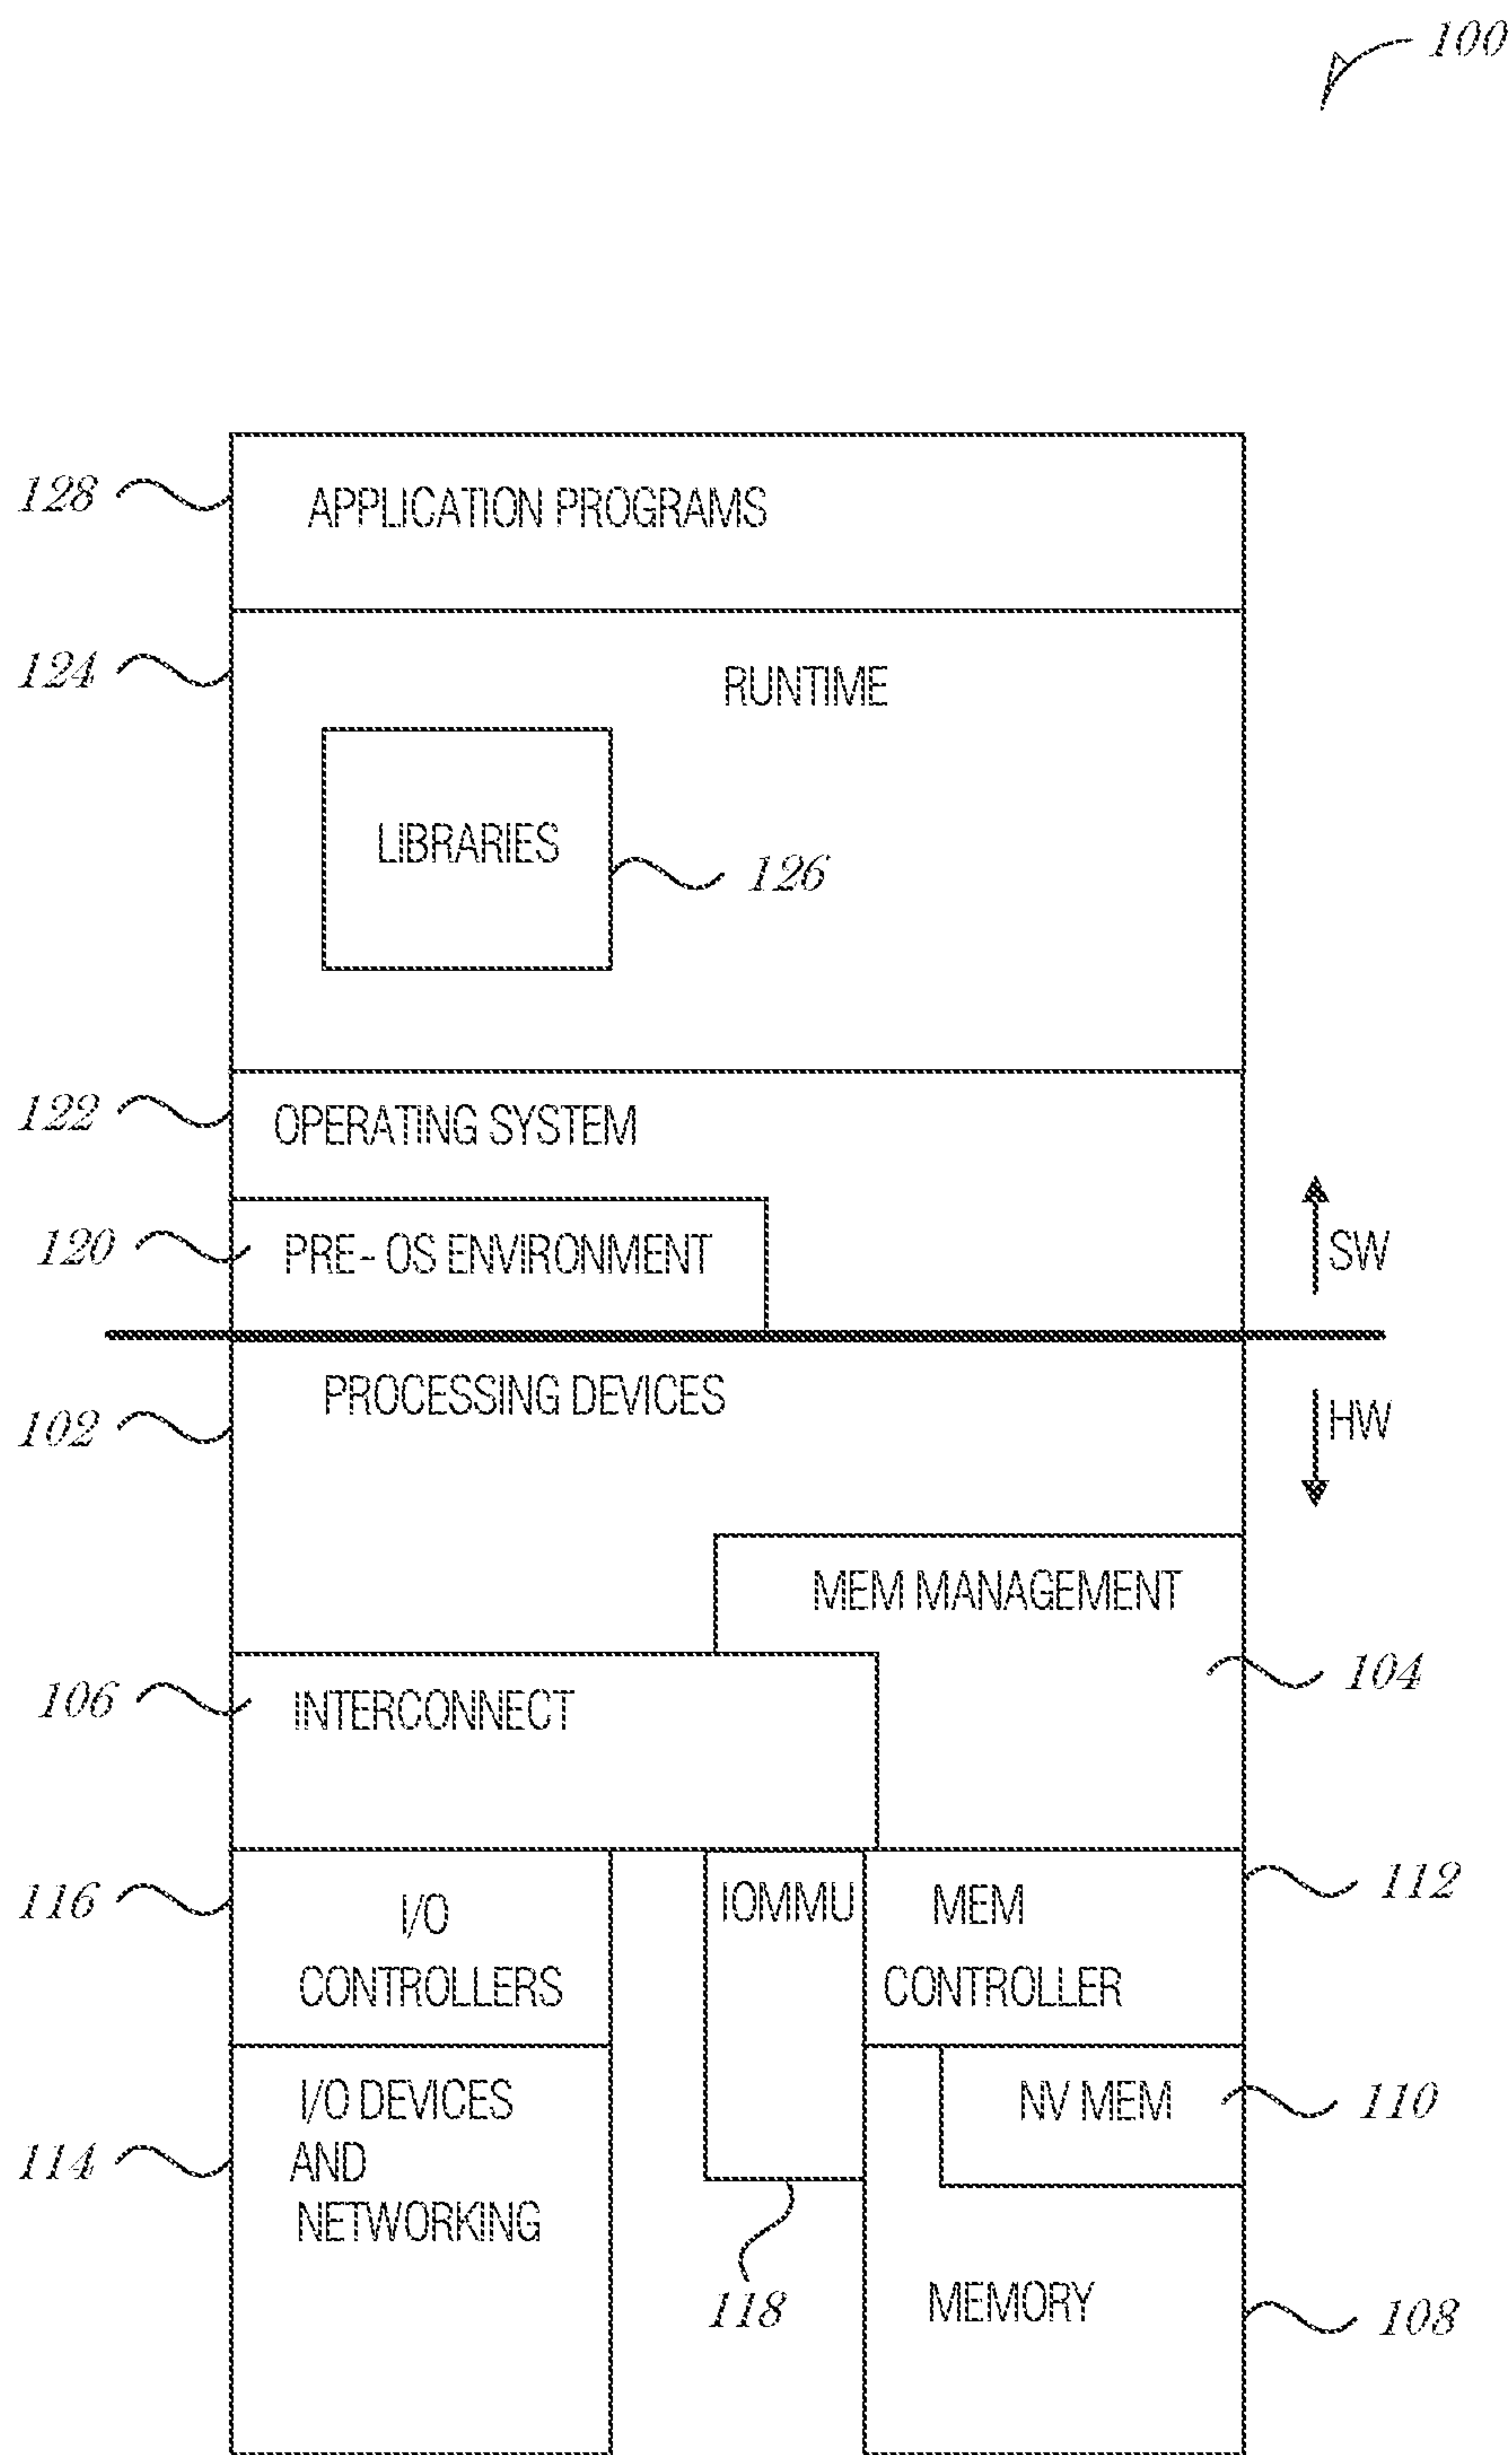 100
128
APPLICATION PROGRAMS
124
RUNTIME
LIBRARIES
126
122
OPERATING SYSTEM
120
PRE- OS ENVIRONMENT
SW
102
PROCESSING DEVICES
HW
MEM MANAGEMENT
104
106
INTERCONNECT
116
I/O
CONTROLLERS
IOMMU
MEM
CONTROLLER
112
114
I/O DEVICES
AND
NETWORKING
NV MEM
110
118
MEMORY
108